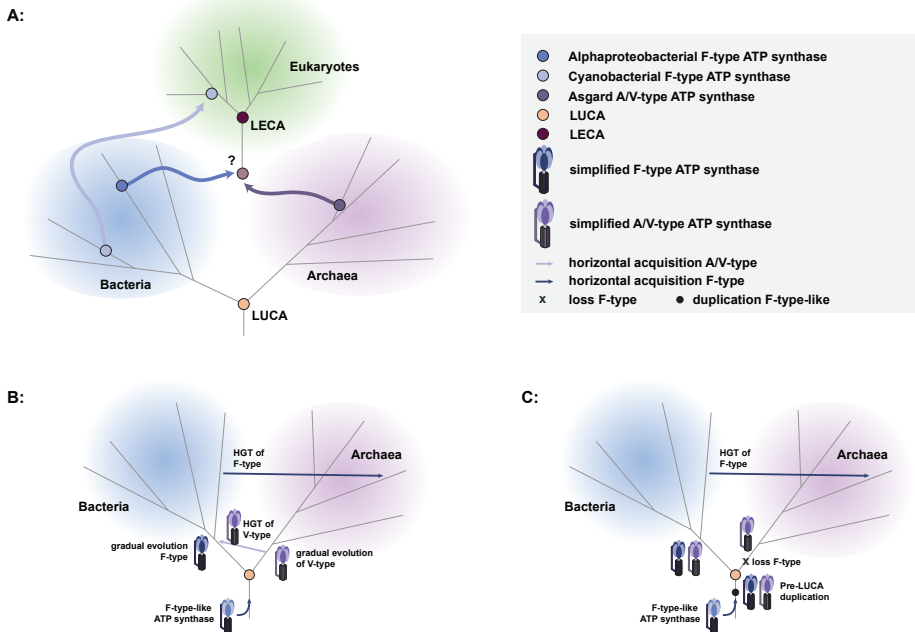 A:
Eukaryotes
LECA
?
Bacteria
Archaea
LUCA
Alphaproteobacterial F-type ATP synthase
Cyanobacterial F-type ATP synthase
Asgard A/V-type ATP synthase
LUCA
LECA
simplified F-type ATP synthase
simplified A/V-type ATP synthase
horizontal acquisition A/V-type
horizontal acquisition F-type
x loss F-type
duplication F-type-like
B:
HGT of
F-type
Archaea
Bacteria
HGT of
V-type
gradual evolution
F-type
gradual evolution
of V-type
F-type-like
ATP synthase
C:
HGT of
F-type
Archaea
Bacteria
X loss F-type
Pre-LUCA
duplication
F-type-like
ATP synthase